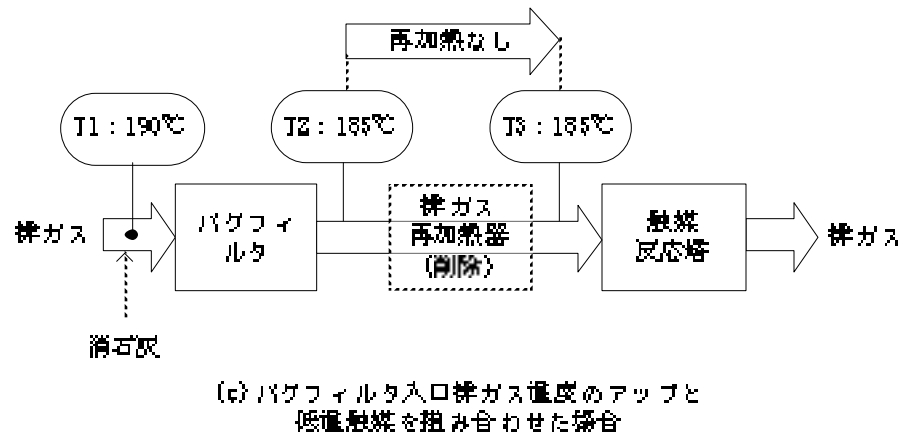 再加熱なし
T1：190℃
T2：185℃
T3：185℃
排ガス
バグフィ
ルタ
排ガス
再加熱器
(削除)
触媒
反応塔
排ガス
消石灰
(c) バグフィルタ入口排ガス温度のアップと
低温触媒を組み合わせた場合